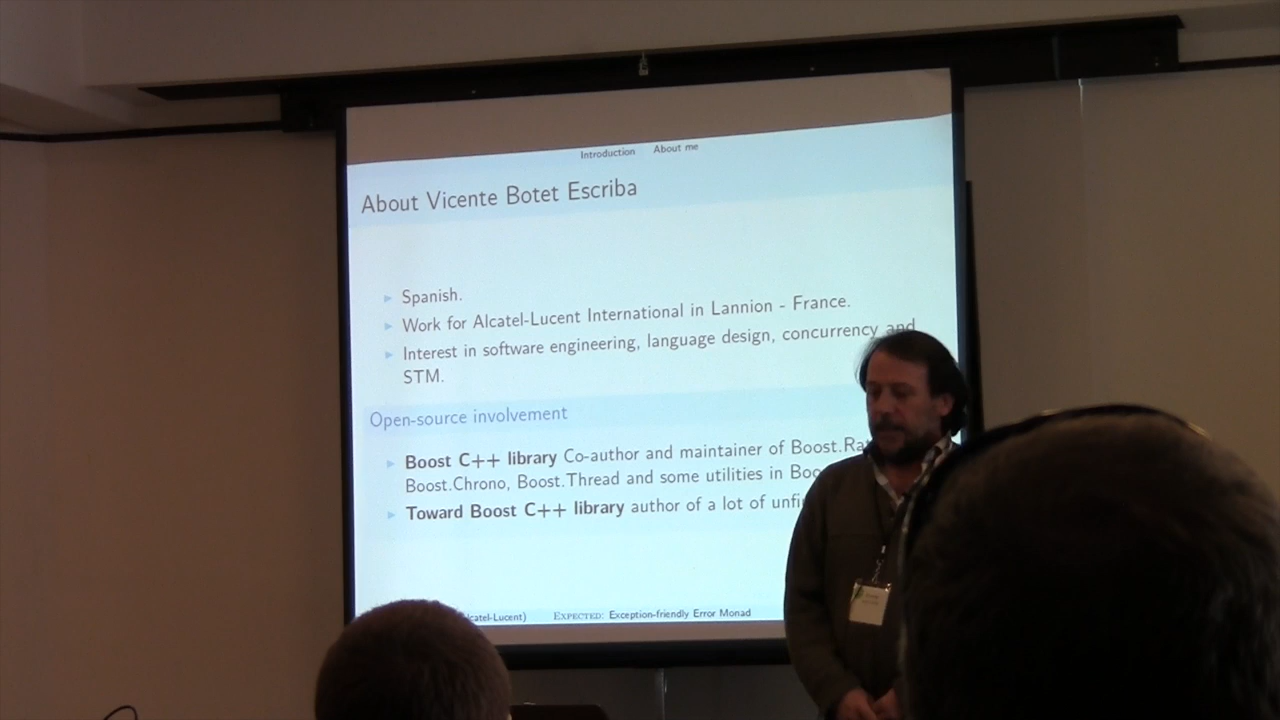 Introduction About me
About Vicente Botet Escriba
Spanish.
Work for Alcatel-Lucent International in Lannion - France.
Interest in software engineering, language design, concurrency and
STM.
Open-source involvement
Boost C++ library Co-author and maintainer of
Boost.Chrono, Boost.Thread and some utilities in
Toward Boost C++ library author of a lot of
EXPECTED: Exception-friendly Error Monad